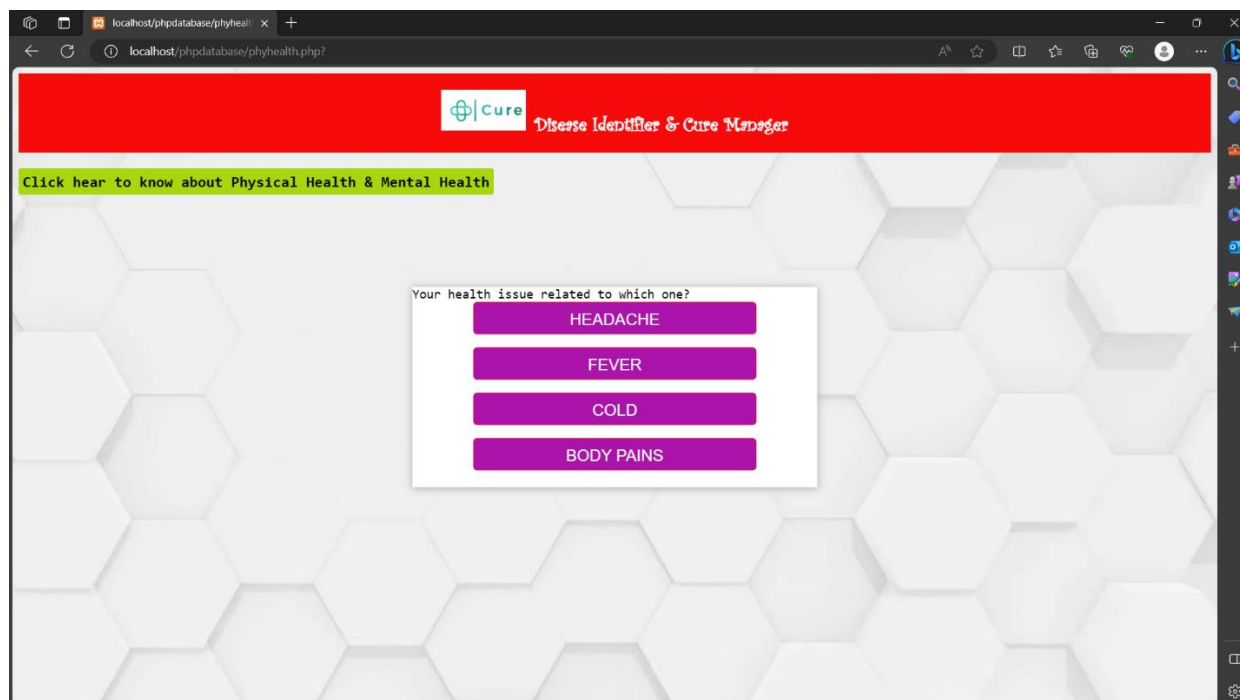 localhost/phpdatabase/phyhealt
localhost/phpdatabase/phyhealth.php?
Cure
Disease Identifier & Cure Manager
Click hear to know about Physical Health & Mental Health
Your health issue related to which one?
HEADACHE
FEVER
COLD
BODY PAINS